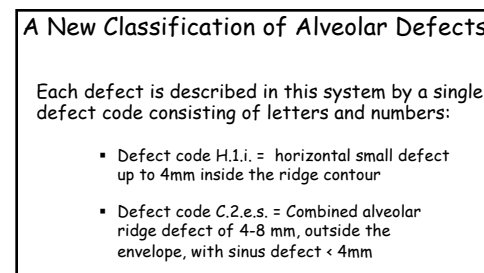 A New Classification of Alveolar Defects
Each defect is described in this system by a single
defect code consisting of letters and numbers:
▪ Defect code H.1.i. = horizontal small defect
up to 4mm inside the ridge contour
▪ Defect code C.2.e.s. = Combined alveolar
ridge defect of 4-8 mm, outside the
envelope, with sinus defect < 4mm